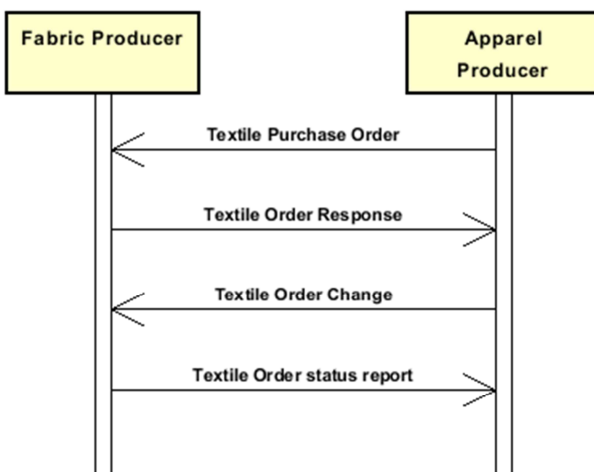 Fabric Producer
Apparel
Producer
Textile Purchase Order
Textile Order Response
Textile Order Change
Textile Order status report